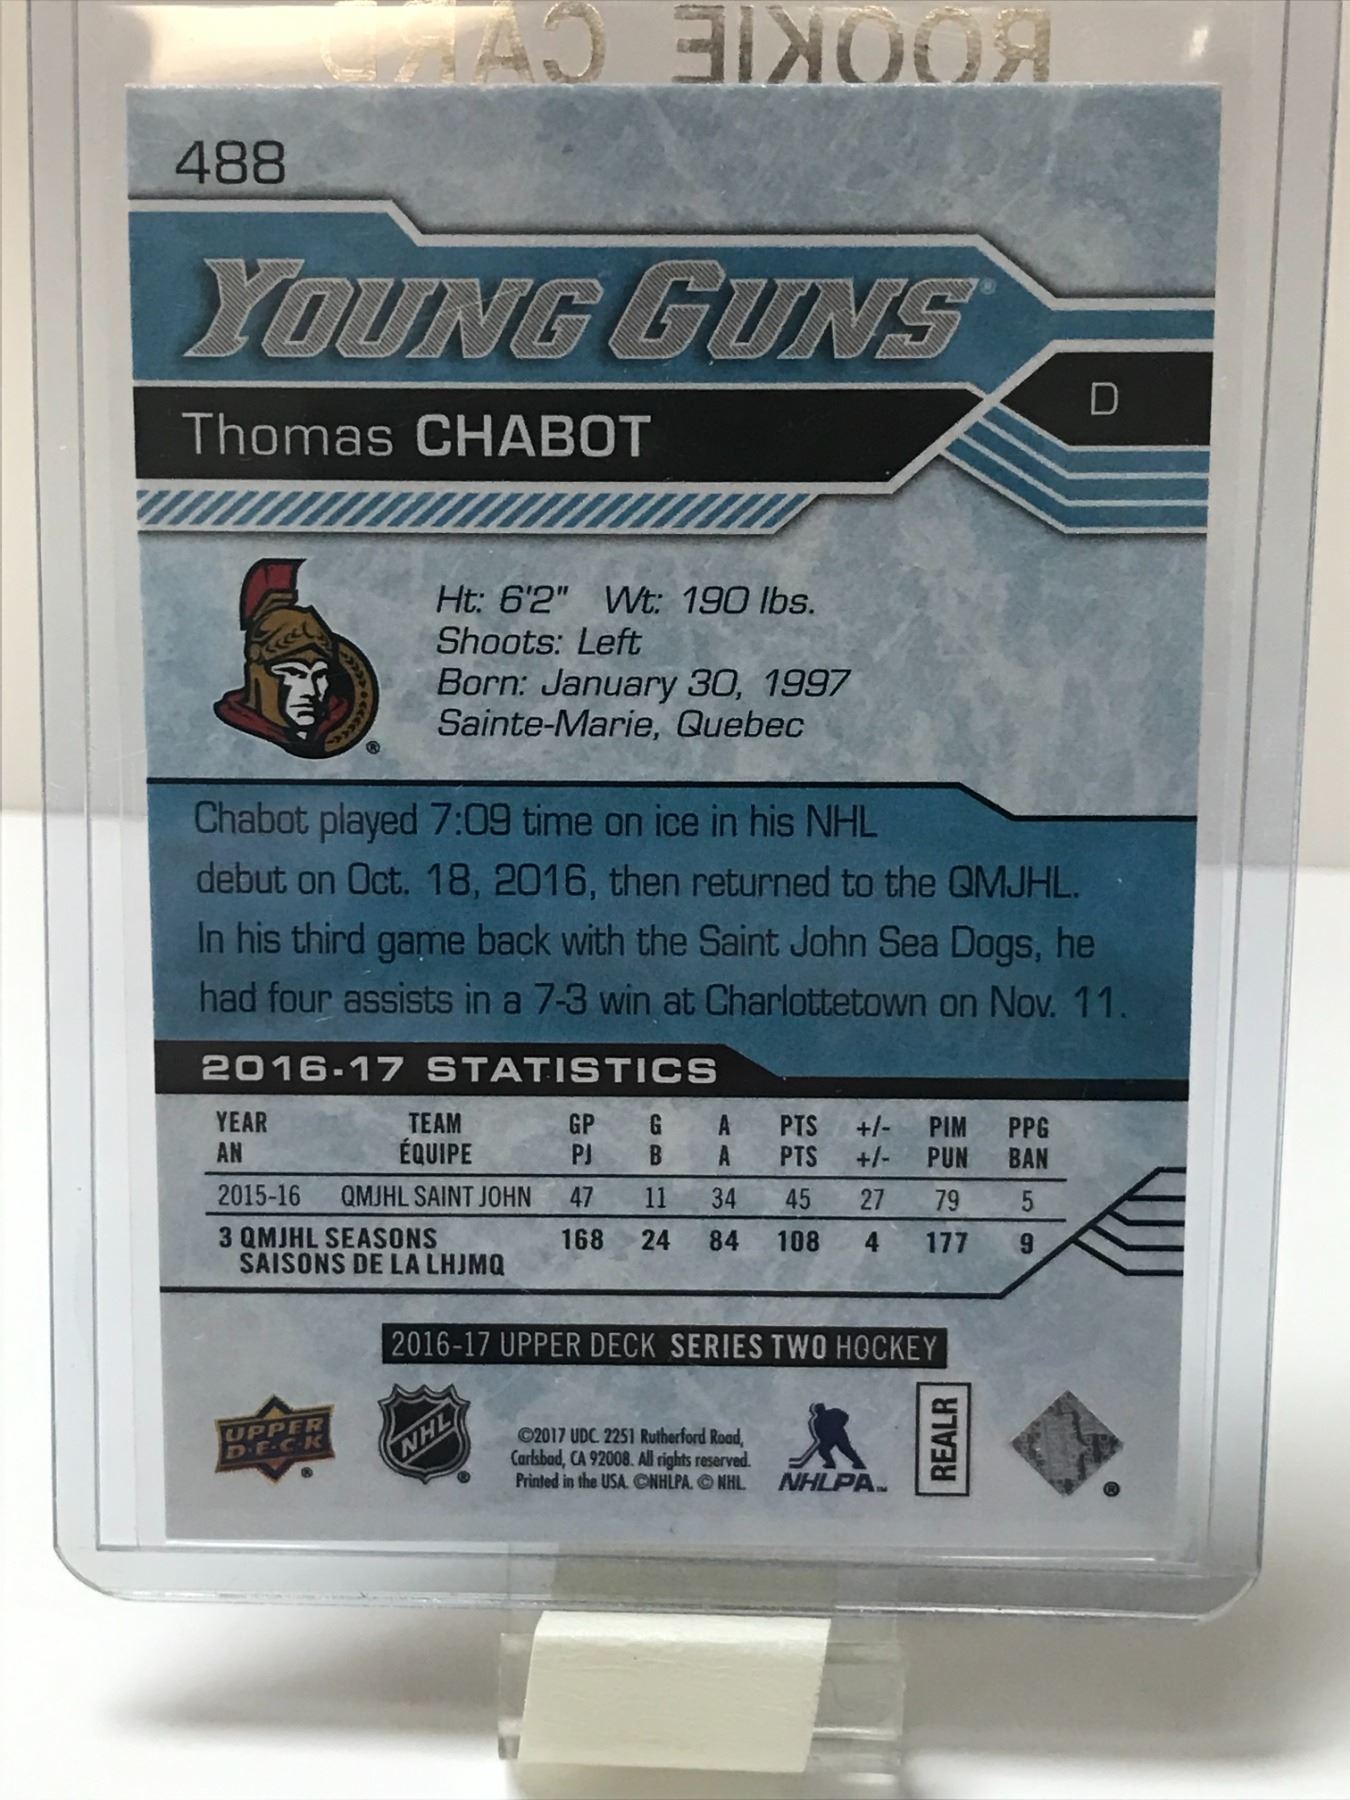 ROOKIE CARD
488
YOUNG GUNS®
D
Thomas CHABOT
Ht: 6'2" Wt: 190 lbs.
Shoots: Left
Born: January 30, 1997
Sainte-Marie, Quebec
®
Chabot played 7:09 time on ice in his NHL
debut on Oct. 18, 2016, then returned to the QMJHL.
In his third game back with the Saint John Sea Dogs, he
had four assists in a 7-3 win at Charlottetown on Nov. 11.
2016-17 STATISTICS
YEAR TEAM GP G A PTS +/- PIM PPG
AN ÉQUIPE PJ B A PTS +/- PUN BAN
2015-16 QMJHL SAINT JOHN 47 11 34 45 27 79 5
3 QMJHL SEASONS 168 24 84 108 4 177 9
SAISONS DE LA LHJMQ
2016-17 UPPER DECK SERIES TWO HOCKEY
UPPER
D·E·C·K ®
NHL ®
©2017 UDC. 2251 Rutherford Road,
Carlsbad, CA 92008. All rights reserved.
Printed in the USA. ©NHLPA. © NHL.
NHLPA™
REALR
®